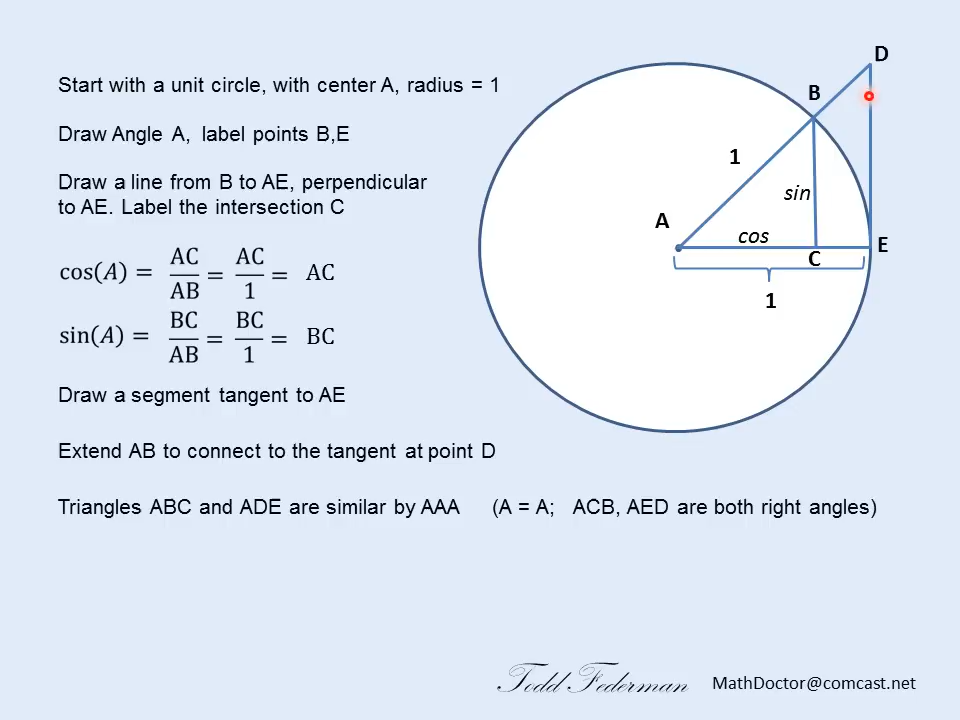 Start with a unit circle, with center A, radius = 1
Draw Angle A, label points B,E
Draw a line from B to AE, perpendicular
to AE. Label the intersection C
cos(A) = AC/AB = AC/1 = AC
sin(A) = BC/AB = BC/1 = BC
Draw a segment tangent to AE
Extend AB to connect to the tangent at point D
Triangles ABC and ADE are similar by AAA (A = A; ACB, AED are both right angles)
D
B
1
sin
A
cos
E
C
1
Todd Federman MathDoctor@comcast.net